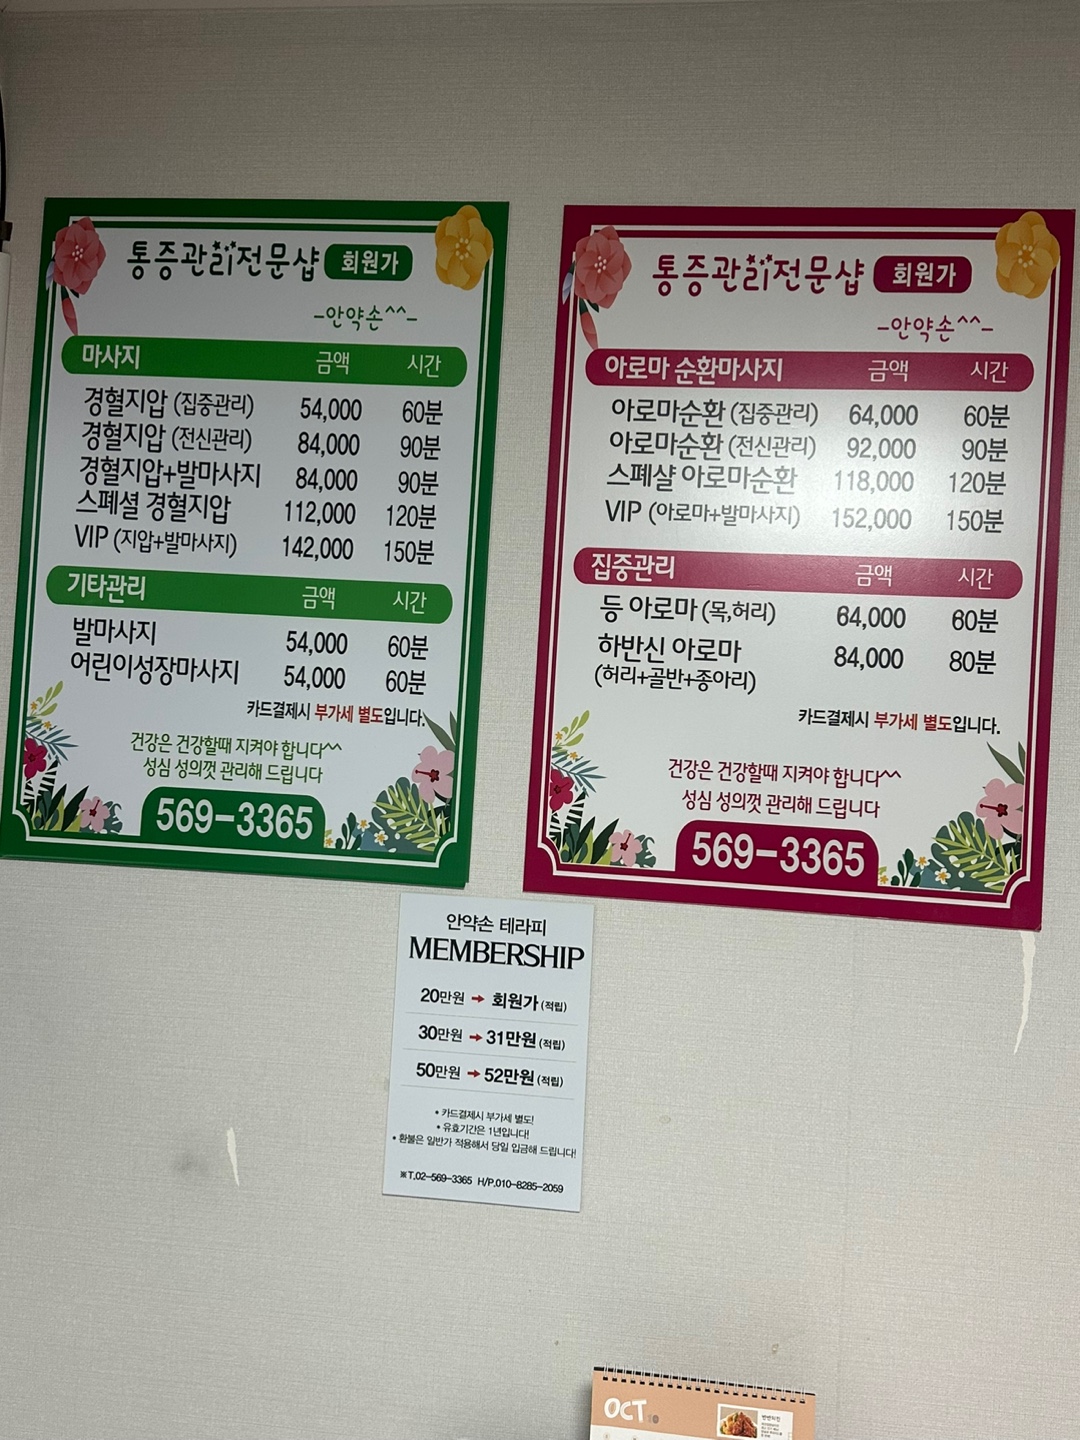 통증관리전문샵 회원가
-안약손^^-
마사지 금액 시간
경혈지압 (집중관리) 54,000 60분
경혈지압 (전신관리) 84,000 90분
경혈지압+발마사지 84,000 90분
스페셜 경혈지압 112,000 120분
VIP (지압+발마사지) 142,000 150분
기타관리 금액 시간
발마사지 54,000 60분
어린이성장마사지 54,000 60분
카드결제시 부가세 별도입니다.
건강은 건강할때 지켜야 합니다^^
성심 성의껏 관리해 드립니다
569-3365
통증관리전문샵 회원가
-안약손^^-
아로마 순환마사지 금액 시간
아로마순환 (집중관리) 64,000 60분
아로마순환 (전신관리) 92,000 90분
스폐샬 아로마순환 118,000 120분
VIP (아로마+발마사지) 152,000 150분
집중관리 금액 시간
등 아로마 (목,허리) 64,000 60분
하반신 아로마 84,000 80분
(허리+골반+종아리)
카드결제시 부가세 별도입니다.
건강은 건강할때 지켜야 합니다^^
성심 성의껏 관리해 드립니다
569-3365
안약손 테라피
MEMBERSHIP
20만원 → 회원가 (적립)
30만원 → 31만원 (적립)
50만원 → 52만원 (적립)
• 카드결제시 부가세 별도!
• 유효기간은 1년입니다!
• 환불은 일반가 적용해서 당일 입금해 드립니다!
※T.02-569-3365 H/P.010-8285-2059
OCT 10